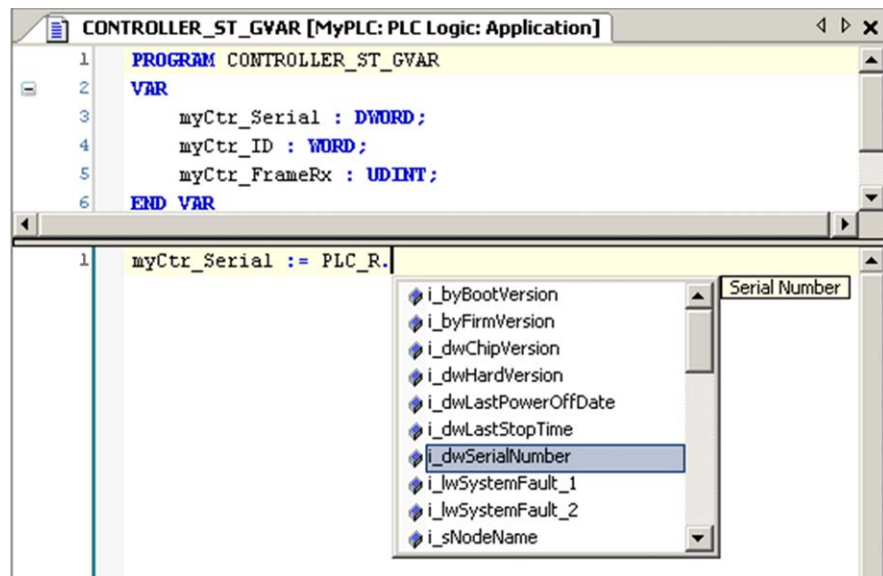 CONTROLLER_ST_GVAR [MyPLC: PLC Logic: Application]
1 PROGRAM CONTROLLER_ST_GVAR
2 VAR
3 myCtr_Serial : DWORD;
4 myCtr_ID : WORD;
5 myCtr_FrameRx : UDINT;
6 END_VAR
1 myCtr_Serial := PLC_R.
i_byBootVersion
Serial Number
i_byFirmVersion
i_dwChipVersion
i_dwHardVersion
i_dwLastPowerOffDate
i_dwLastStopTime
i_dwSerialNumber
i_lwSystemFault_1
i_lwSystemFault_2
i_sNodeName